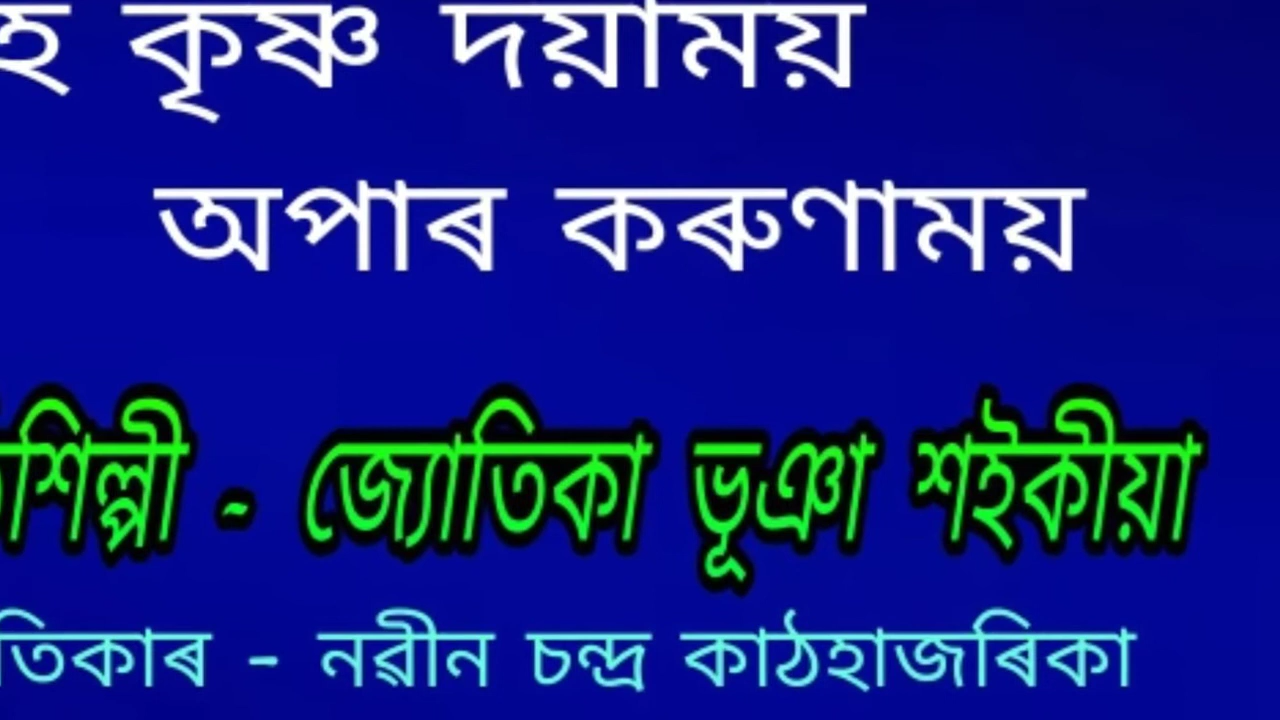 হ কৃষ্ণ দয়াময়
অপাৰ কৰুণাময়
শিল্পী - জ্যোতিকা ভূঞা শইকীয়া
তিকাৰ - নৱীন চন্দ্ৰ কাঠহাজৰিকা